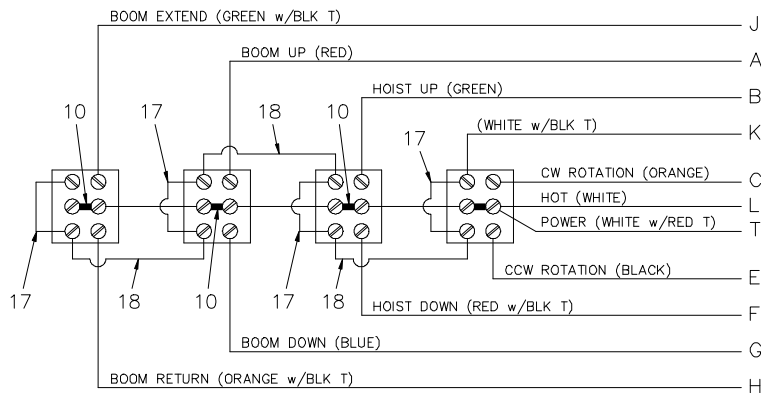 BOOM EXTEND (GREEN w/BLK T)
J
BOOM UP (RED)
A
HOIST UP (GREEN)
B
10
17
18
10
17
(WHITE w/BLK T)
K
CW ROTATION (ORANGE)
C
HOT (WHITE)
L
POWER (WHITE w/RED T)
T
CCW ROTATION (BLACK)
E
17
18
10
17
18
HOIST DOWN (RED w/BLK T)
F
BOOM DOWN (BLUE)
G
BOOM RETURN (ORANGE w/BLK T)
H